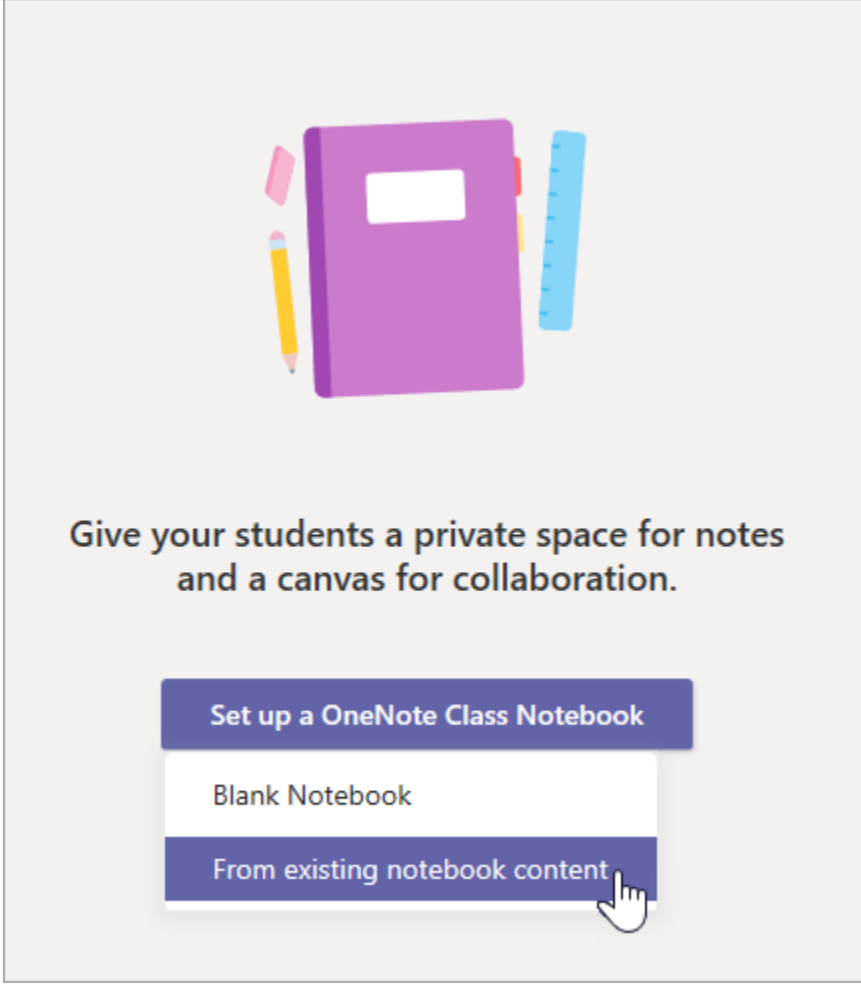 Give your students a private space for notes
and a canvas for collaboration.
Set up a OneNote Class Notebook
Blank Notebook
From existing notebook content